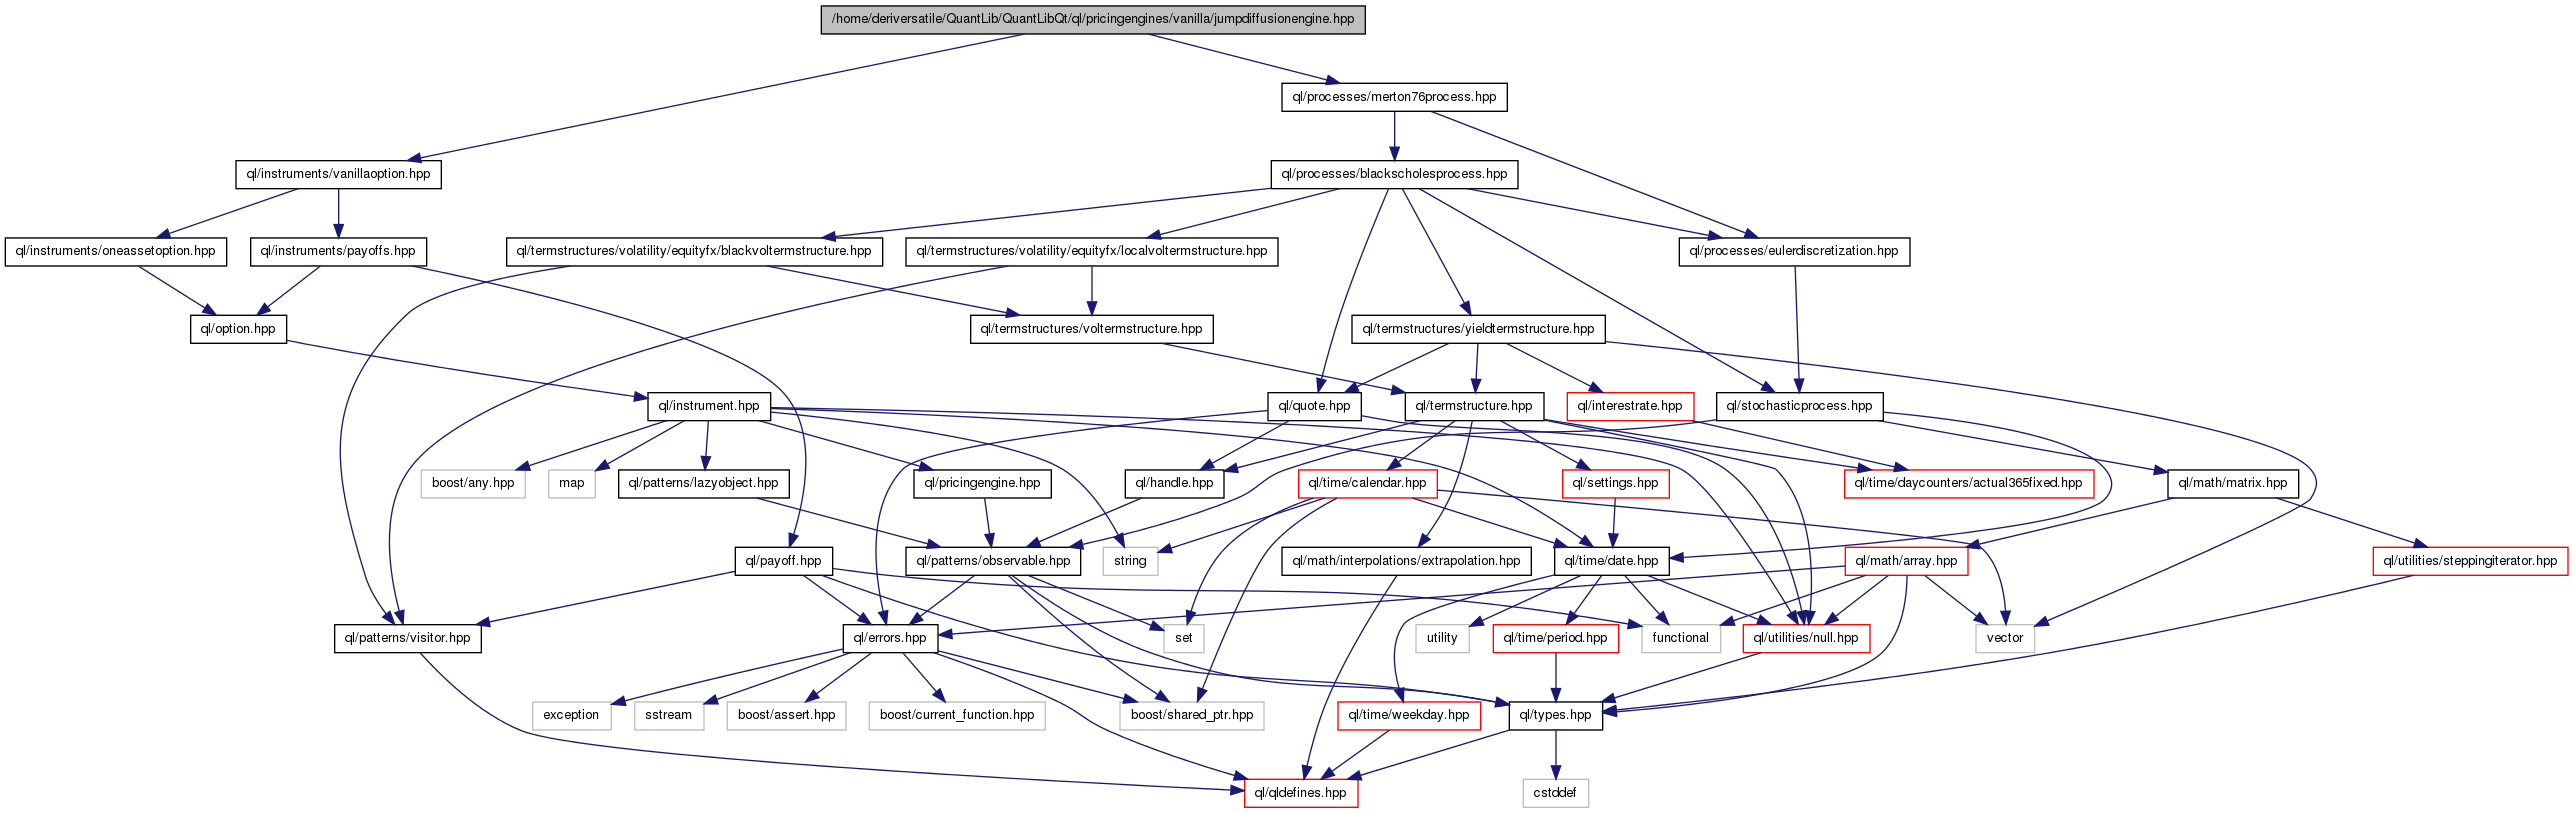 /home/deriversatile/QuantLib/QuantLibQt/ql/pricingengines/vanilla/jumpdiffusionengine.hpp
ql/processes/merton76process.hpp
ql/instruments/vanillaoption.hpp
ql/processes/blackscholesprocess.hpp
ql/instruments/oneassetoption.hpp
ql/instruments/payoffs.hpp
ql/termstructures/volatility/equityfx/blackvoltermstructure.hpp
ql/termstructures/volatility/equityfx/localvoltermstructure.hpp
ql/processes/eulerdiscretization.hpp
ql/option.hpp
ql/termstructures/voltermstructure.hpp
ql/termstructures/yieldtermstructure.hpp
ql/instrument.hpp
ql/quote.hpp
ql/termstructure.hpp
ql/interestrate.hpp
ql/stochasticprocess.hpp
boost/any.hpp
map
ql/patterns/lazyobject.hpp
ql/pricingengine.hpp
ql/handle.hpp
ql/time/calendar.hpp
ql/settings.hpp
ql/time/daycounters/actual365fixed.hpp
ql/math/matrix.hpp
ql/payoff.hpp
ql/patterns/observable.hpp
string
ql/math/interpolations/extrapolation.hpp
ql/time/date.hpp
ql/math/array.hpp
ql/utilities/steppingiterator.hpp
ql/patterns/visitor.hpp
ql/errors.hpp
set
utility
ql/time/period.hpp
functional
ql/utilities/null.hpp
vector
exception
sstream
boost/assert.hpp
boost/current_function.hpp
boost/shared_ptr.hpp
ql/time/weekday.hpp
ql/types.hpp
ql/qldefines.hpp
cstddef